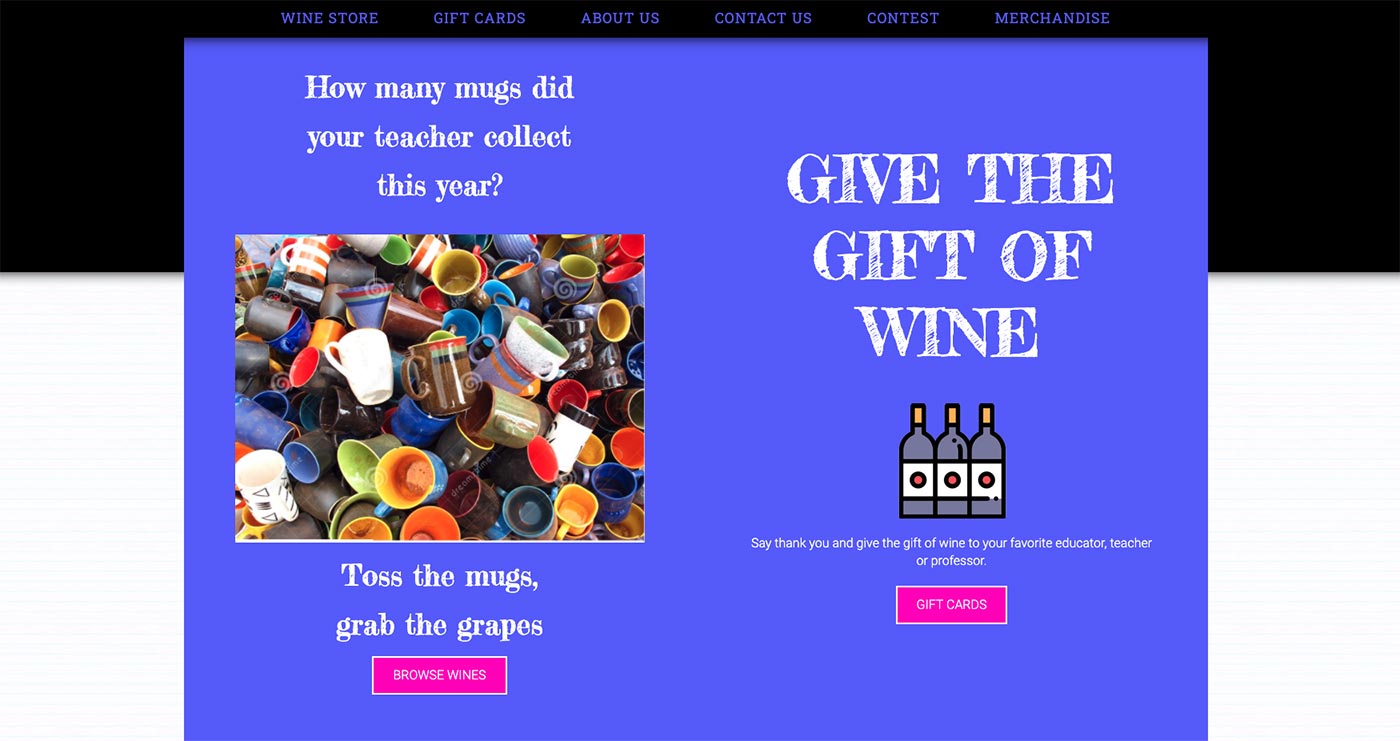 WINE STORE GIFT CARDS ABOUT US CONTACT US CONTEST MERCHANDISE
How many mugs did
your teacher collect
this year?
Toss the mugs,
grab the grapes
BROWSE WINES
GIVE THE
GIFT OF
WINE
Say thank you and give the gift of wine to your favorite educator, teacher
or professor.
GIFT CARDS